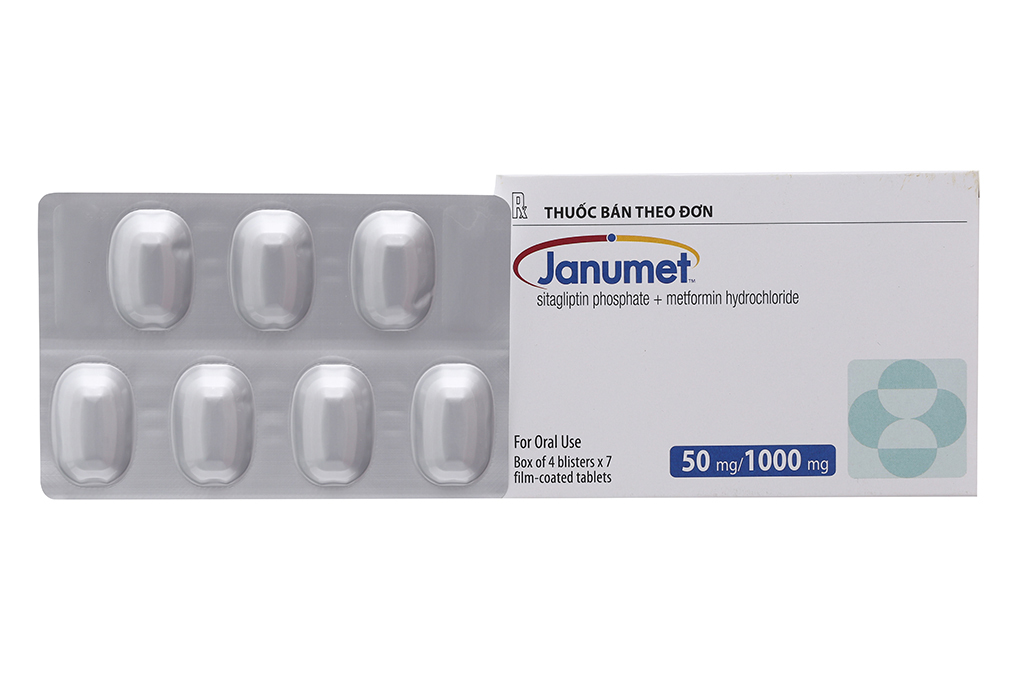 Rx THUỐC BÁN THEO ĐƠN
Janumet™
sitagliptin phosphate + metformin hydrochloride
For Oral Use
Box of 4 blisters x 7
film-coated tablets
50 mg/1000 mg